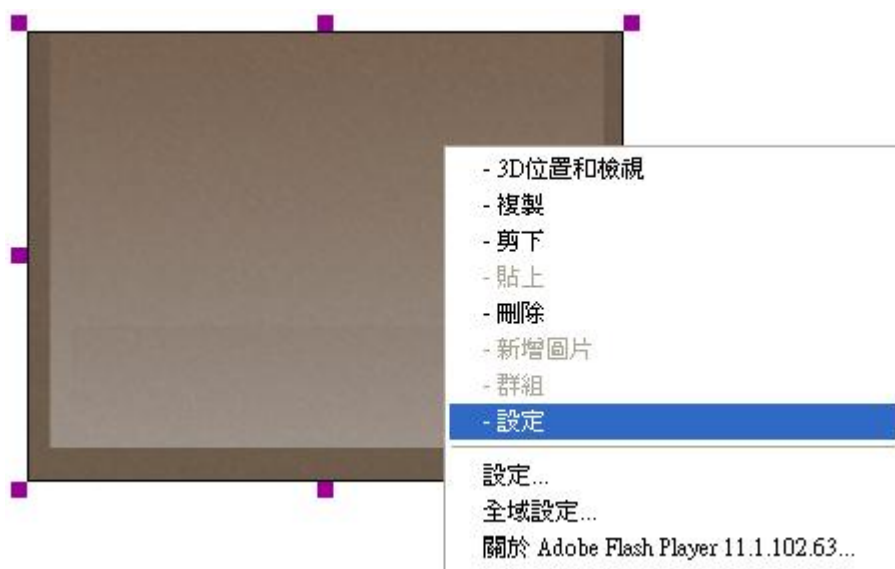 - 3D位置和檢視
- 複製
- 剪下
- 貼上
- 刪除
- 新增圖片
- 群組
- 設定
設定...
全域設定...
關於 Adobe Flash Player 11.1.102.63...